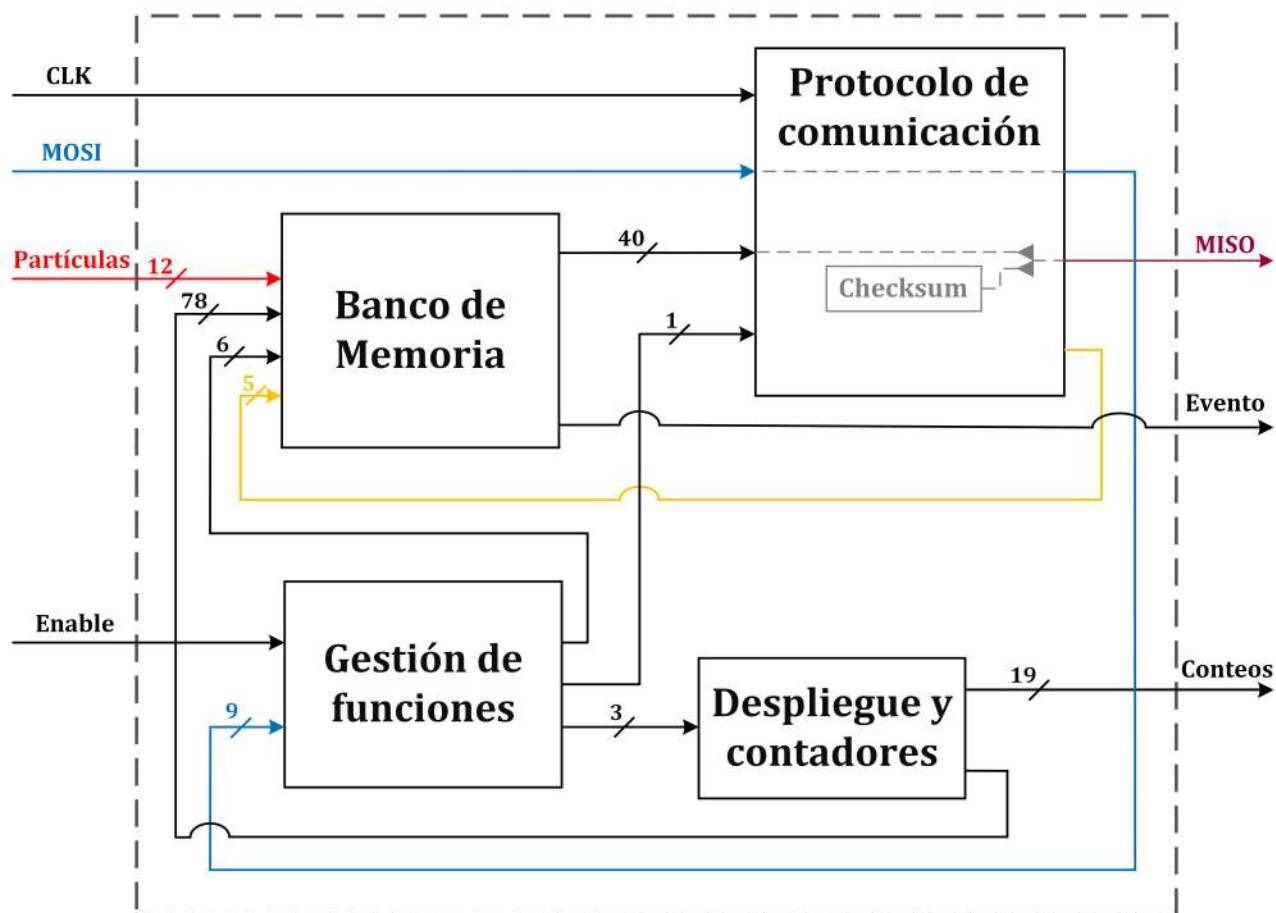 CLK
Protocolo de
comunicación
MOSI
Partículas
12
40
MISO
Checksum
78
Banco de
Memoria
1
6
5
Evento
Enable
Gestión de
funciones
19
Conteos
9
3
Despliegue y
contadores